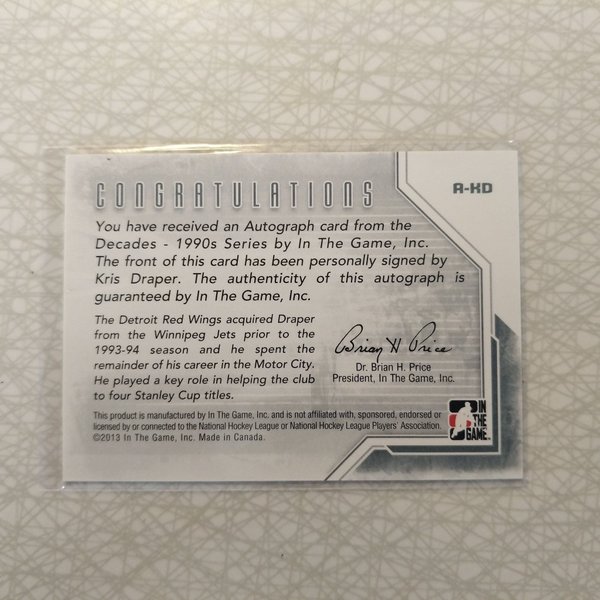 CONGRATULATIONS
A-KD
You have received an Autograph card from the
Decades - 1990s Series by In The Game, Inc.
The front of this card has been personally signed by
Kris Draper. The authenticity of this autograph is
guaranteed by In The Game, Inc.
The Detroit Red Wings acquired Draper
from the Winnipeg Jets prior to the
1993-94 season and he spent the
remainder of his career in the Motor City.
He played a key role in helping the club
to four Stanley Cup titles.
Brian H Price
Dr. Brian H. Price
President, In The Game, Inc.
This product is manufactured by In The Game, Inc. and is not affiliated with, sponsored, endorsed or
licensed by or connected to the National Hockey League or National Hockey League Players' Association.
©2013 In The Game, Inc. Made in Canada.
IN
THE
GAME